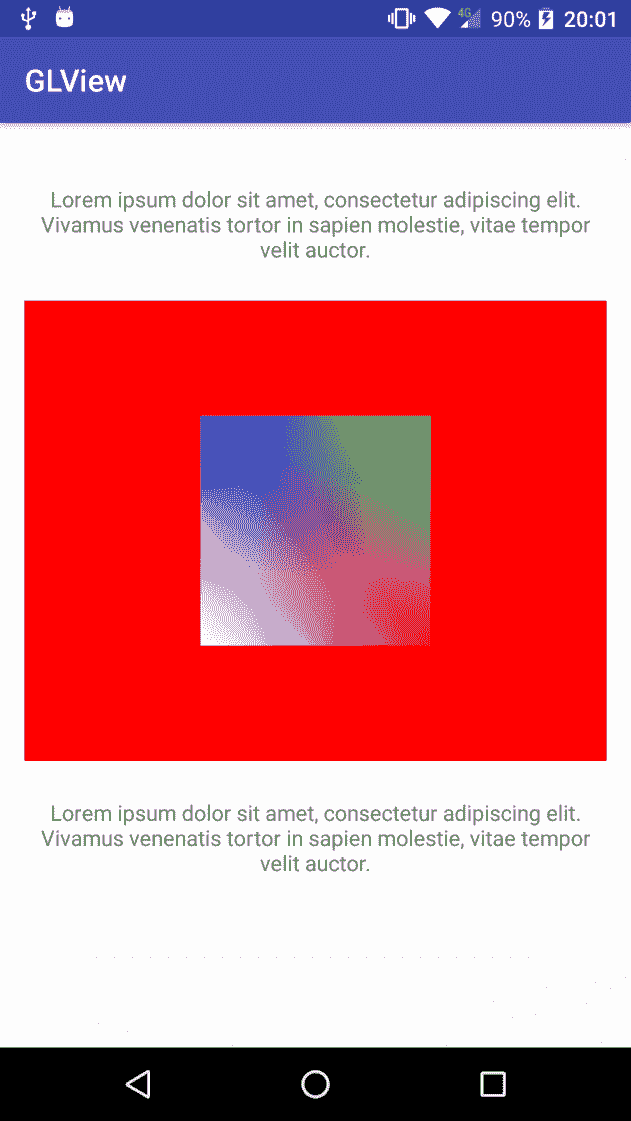 4G 90% 20:01
GLView
Lorem ipsum dolor sit amet, consectetur adipiscing elit.
Vivamus venenatis tortor in sapien molestie, vitae tempor
velit auctor.
Lorem ipsum dolor sit amet, consectetur adipiscing elit.
Vivamus venenatis tortor in sapien molestie, vitae tempor
velit auctor.